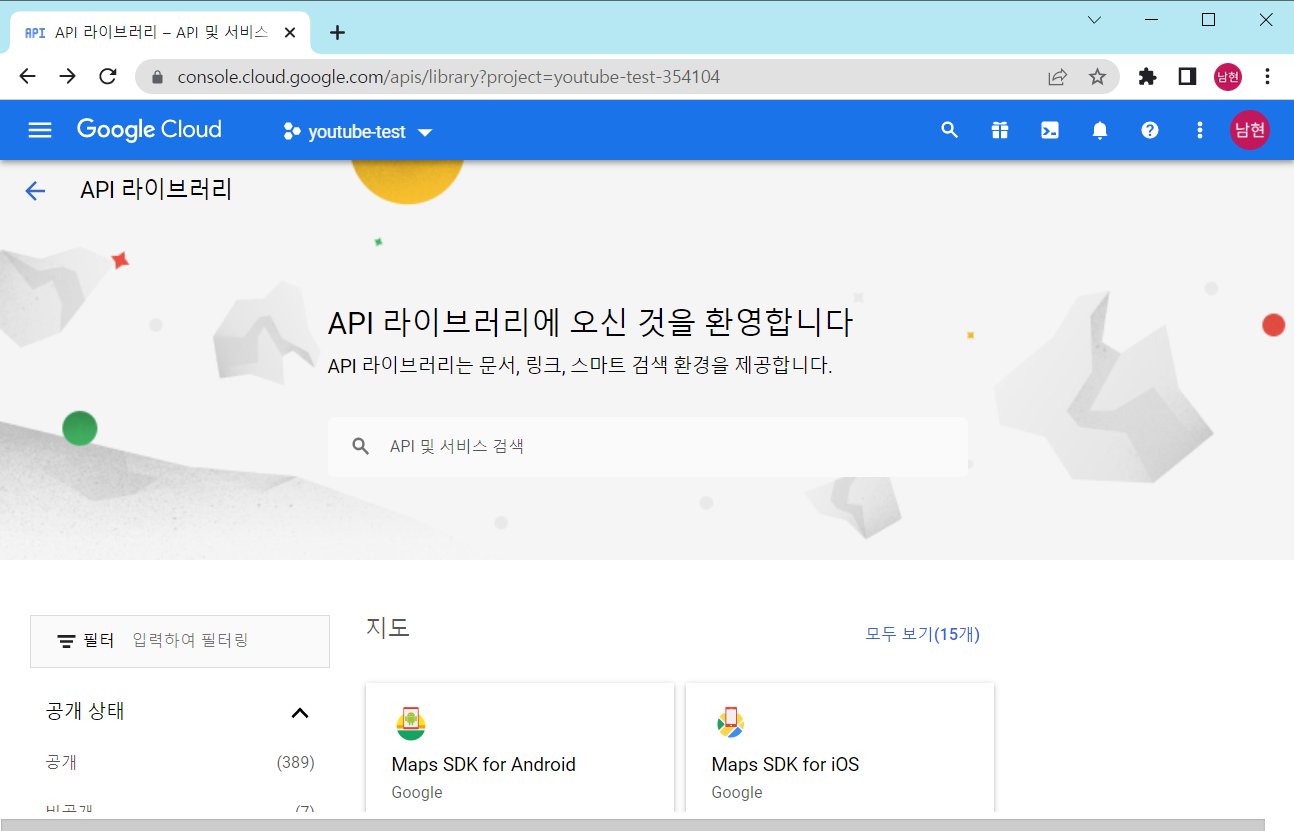 API API 라이브러리 – API 및 서비스
console.cloud.google.com/apis/library?project=youtube-test-354104
남현
Google Cloud
youtube-test
남현
API 라이브러리
API 라이브러리에 오신 것을 환영합니다
API 라이브러리는 문서, 링크, 스마트 검색 환경을 제공합니다.
API 및 서비스 검색
필터 입력하여 필터링
공개 상태
공개 (389)
비공개 (7)
지도
모두 보기(15개)
Maps SDK for Android
Google
Maps SDK for iOS
Google